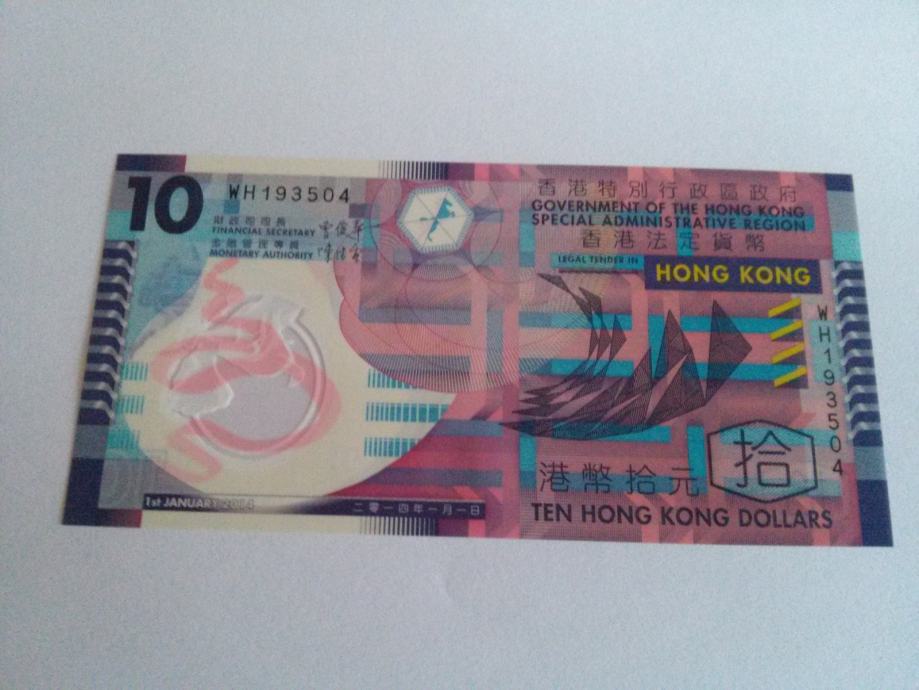 10
WH193504
財政司司長
FINANCIAL SECRETARY
金融管理專員
MONETARY AUTHORITY
香港特別行政區政府
GOVERNMENT OF THE HONG KONG
SPECIAL ADMINISTRATIVE REGION
香港法定貨幣
LEGAL TENDER IN
HONG KONG
WH193504
拾
港幣拾元
TEN HONG KONG DOLLARS
1st JANUARY 2014
二零一四年一月一日